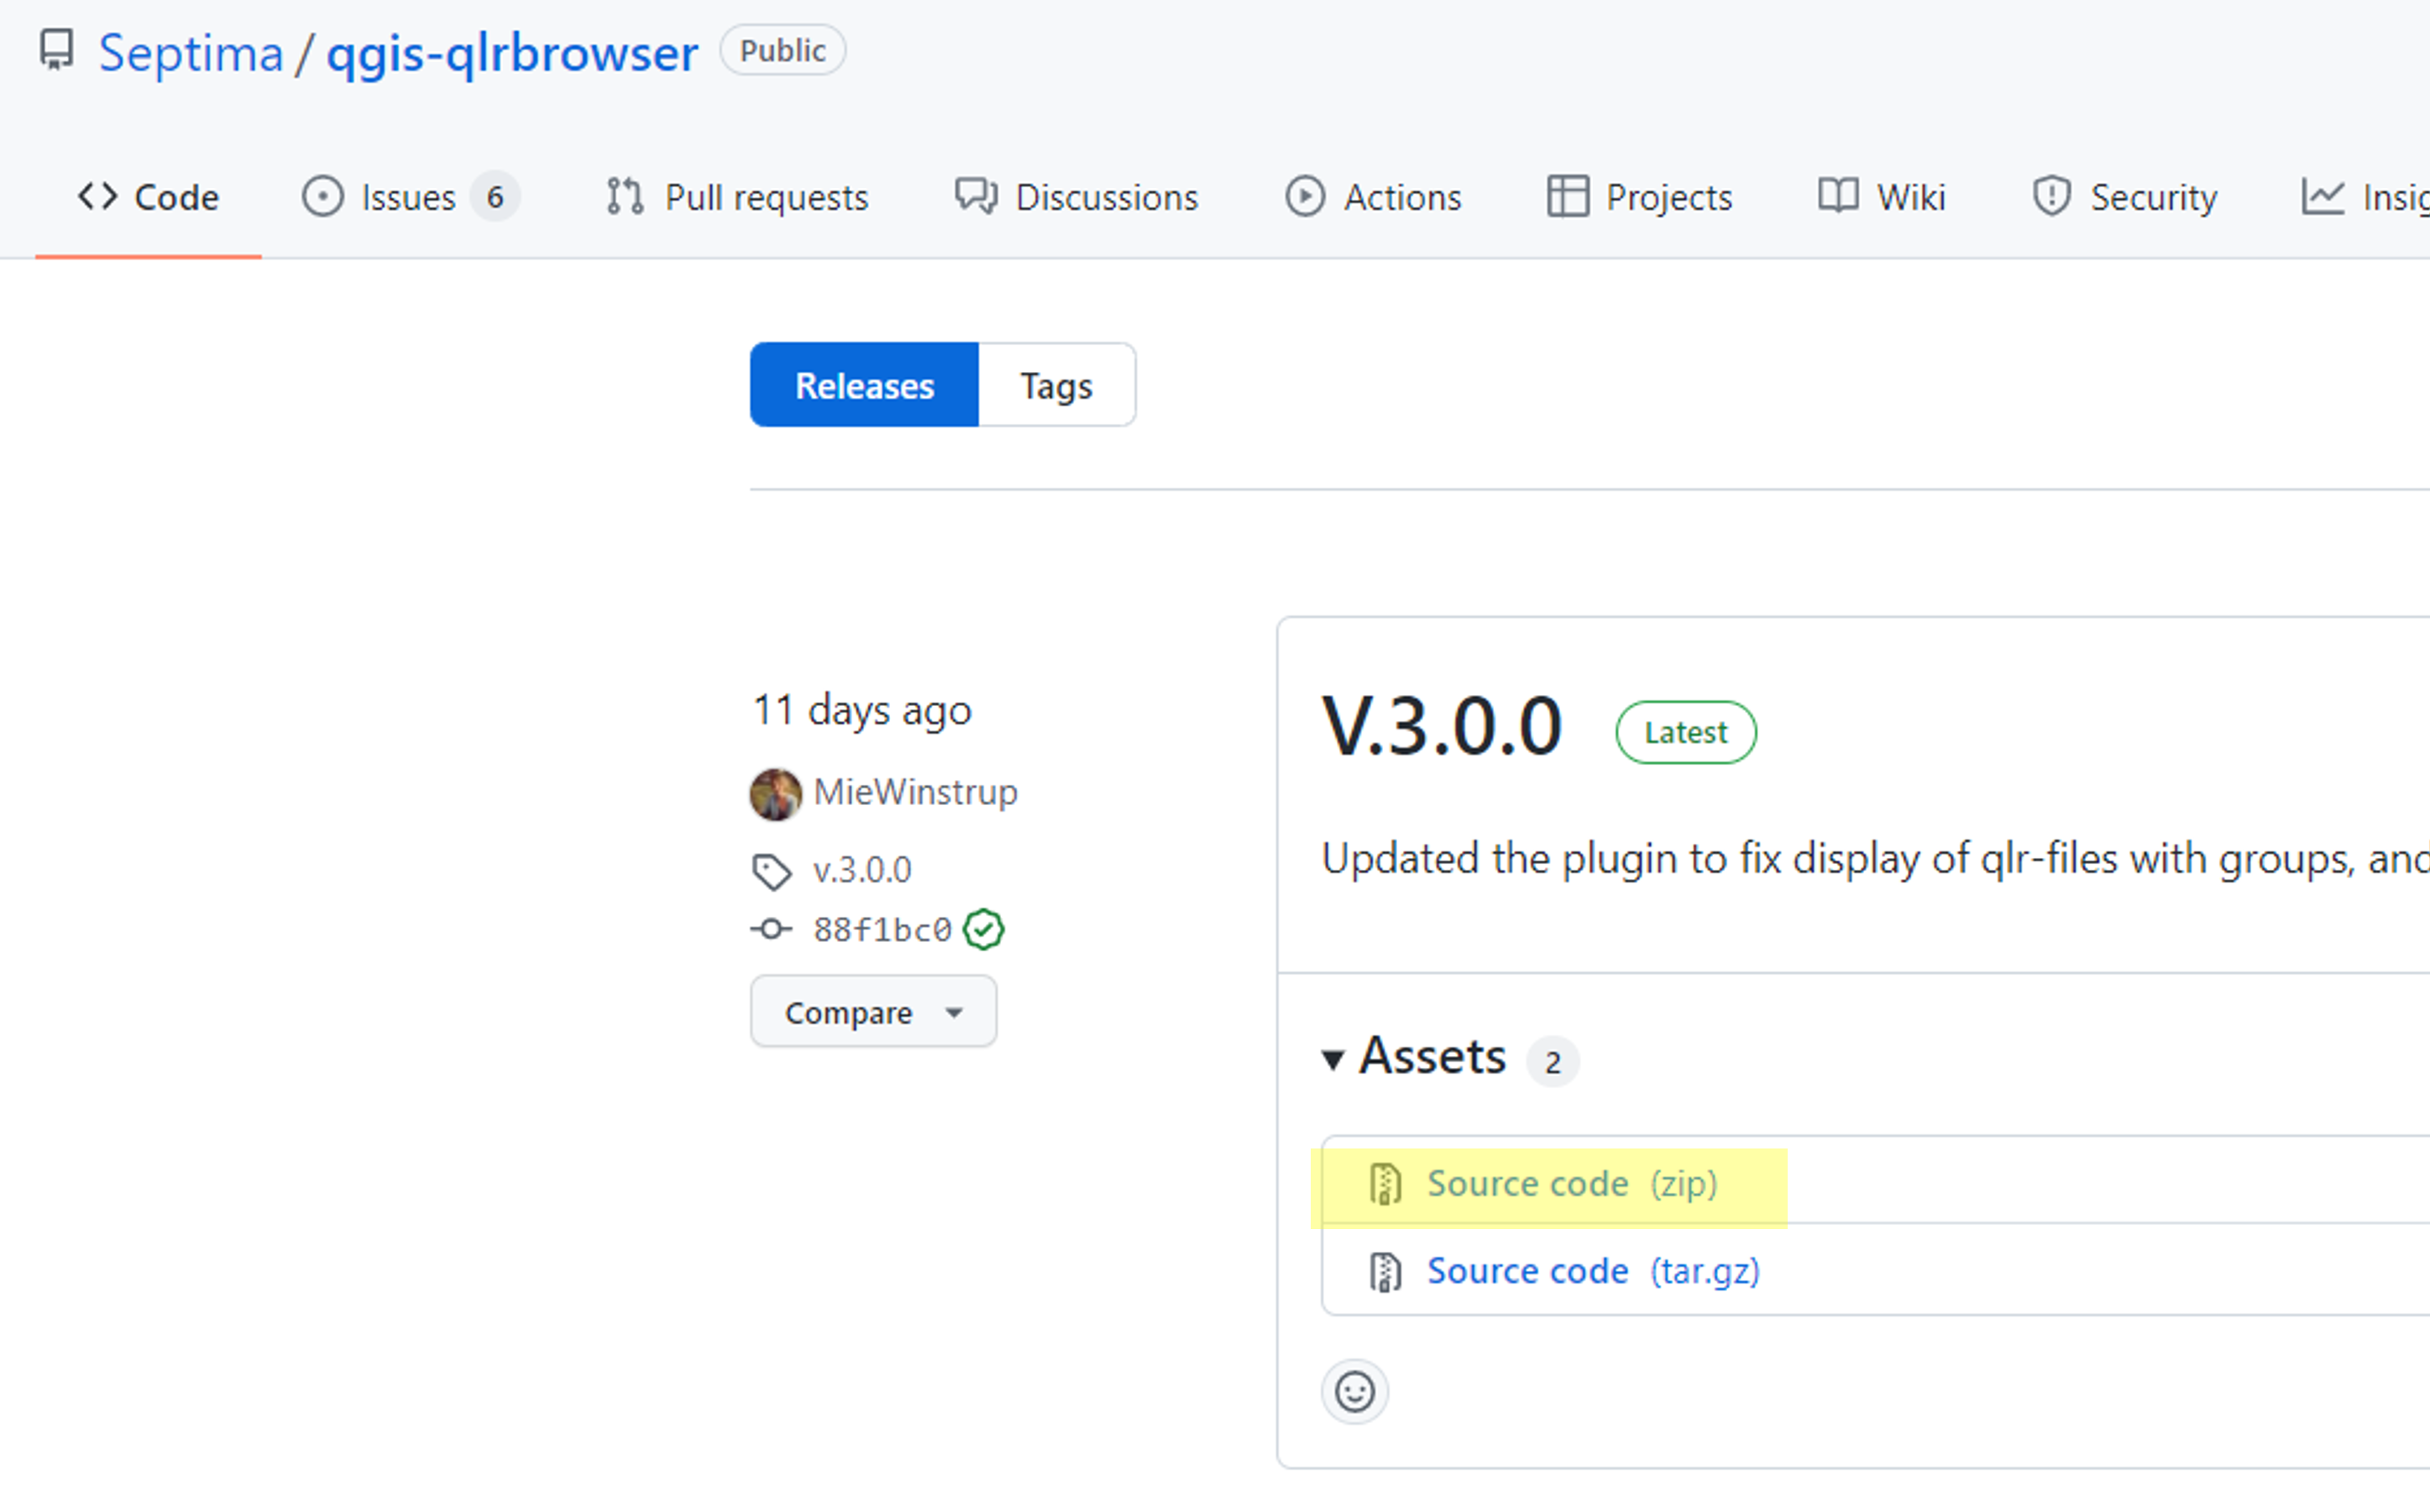 Septima / qgis-qlrbrowser Public
Code Issues 6 Pull requests Discussions Actions Projects Wiki Security Insig
Releases Tags
11 days ago
MieWinstrup
v.3.0.0
88f1bc0
Compare
V.3.0.0 Latest
Updated the plugin to fix display of qlr-files with groups, and
Assets 2
Source code (zip)
Source code (tar.gz)